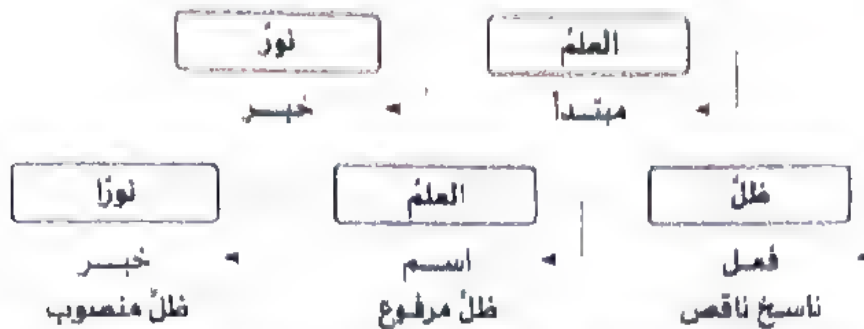 العلمُ نورٌ
مبتدأ خبر
ظلَّ العلمُ نورًا
فعل اسم خبر
ناسخ ناقص ظلَّ مرفوع ظلَّ منصوب